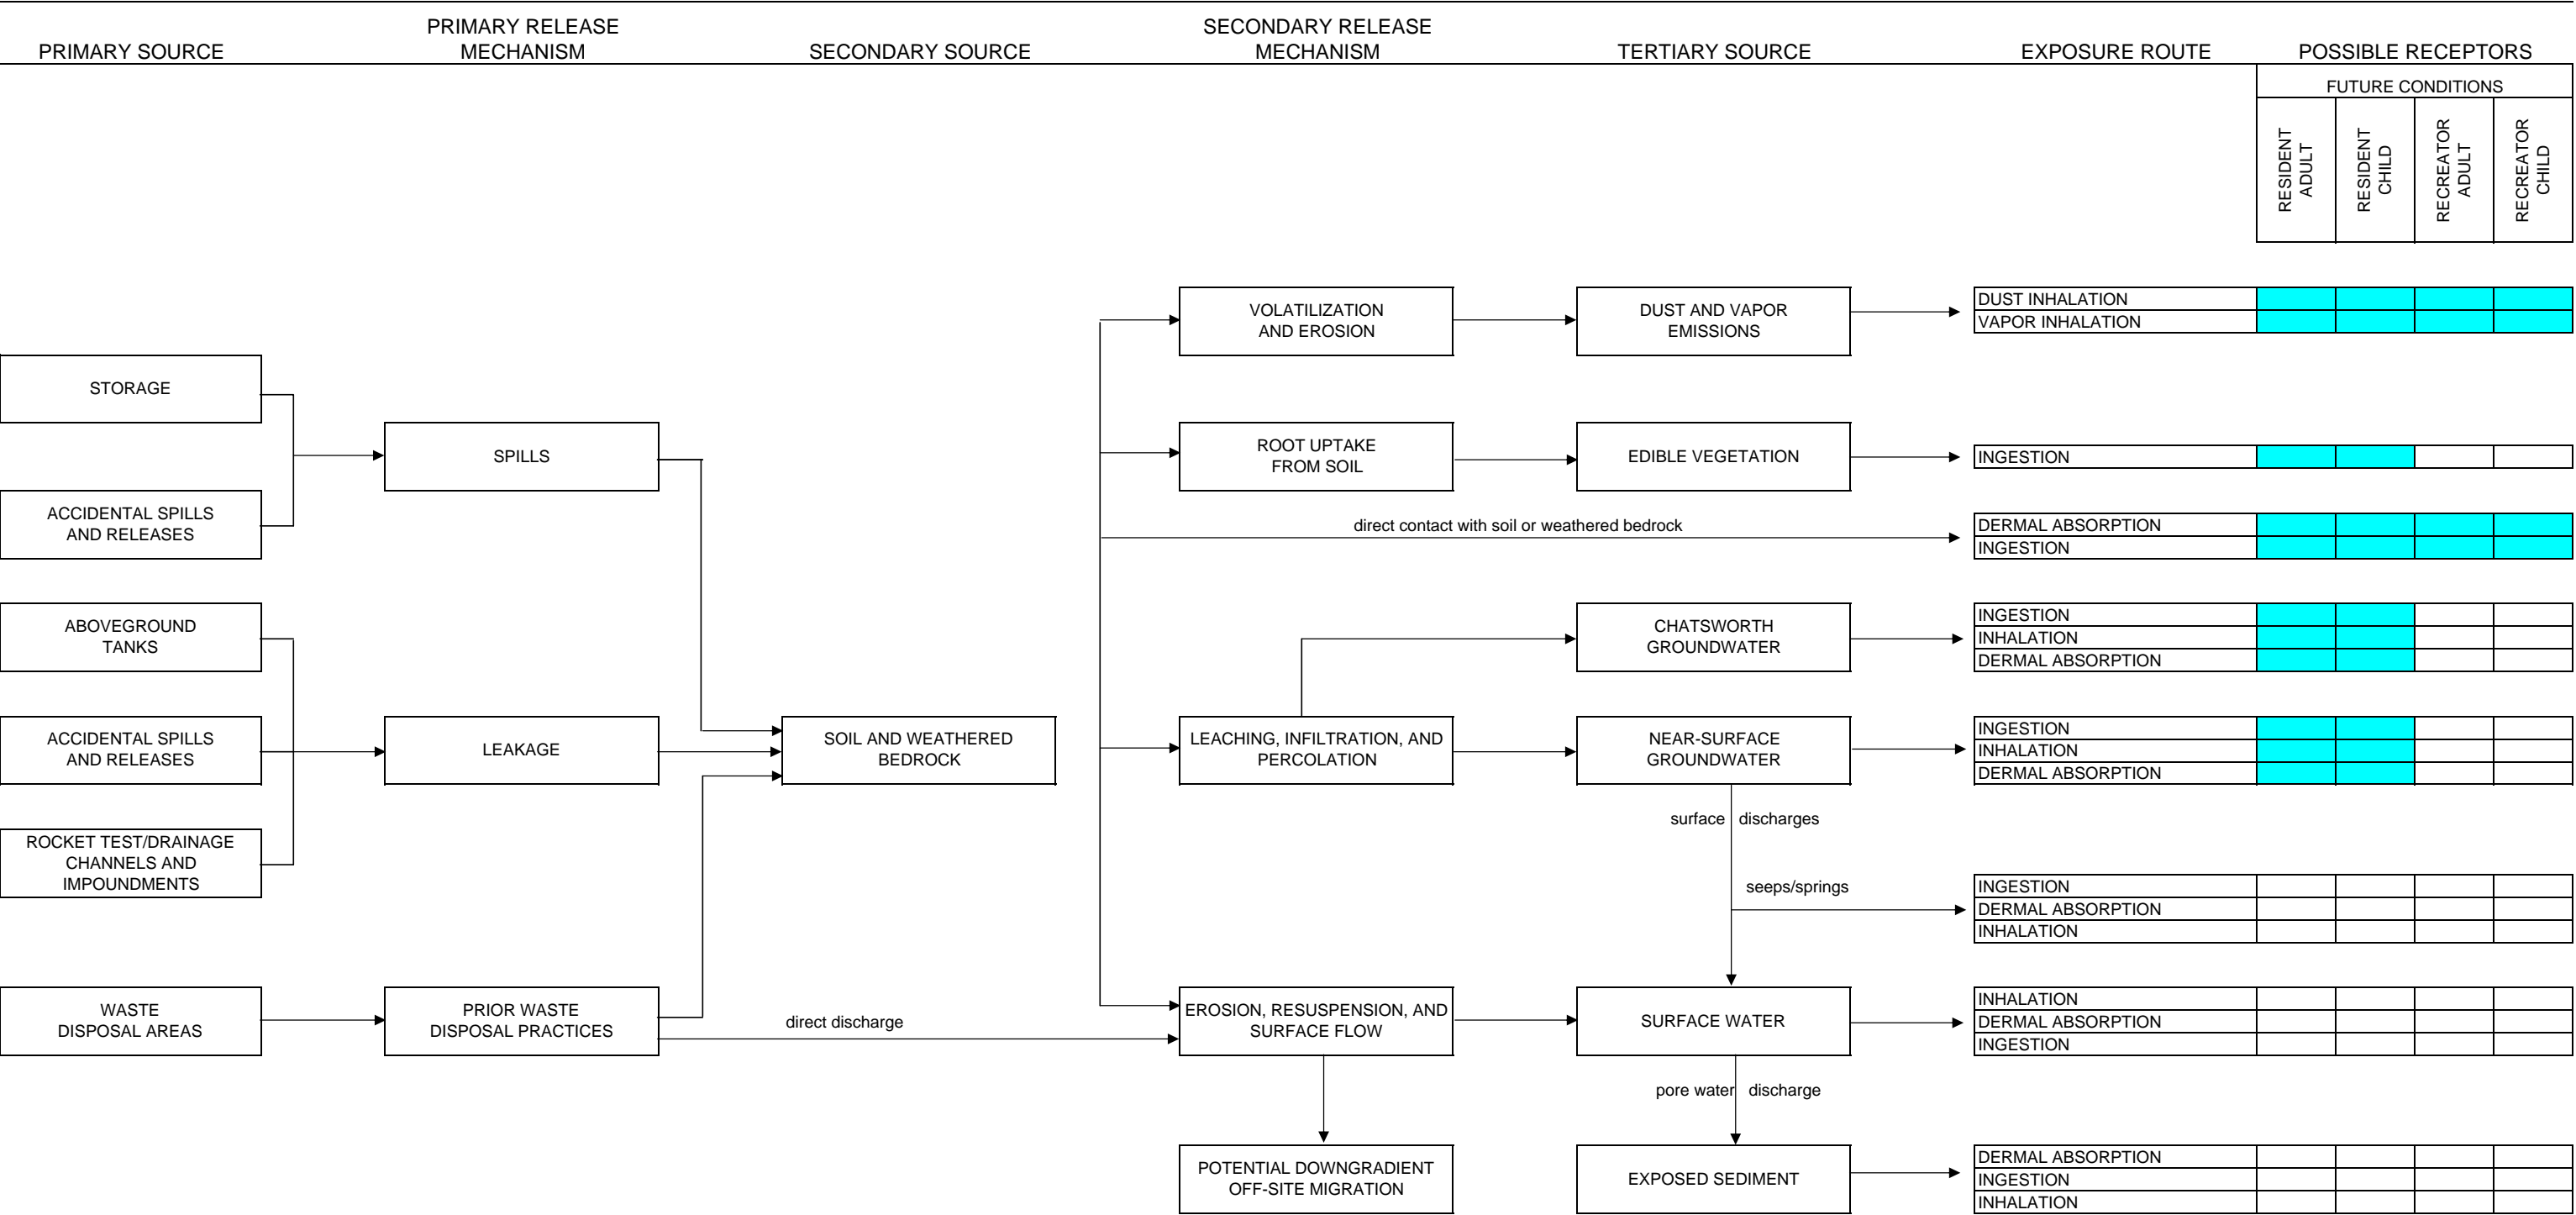 PRIMARY SOURCE
PRIMARY RELEASE
MECHANISM
SECONDARY SOURCE
SECONDARY RELEASE
MECHANISM
TERTIARY SOURCE
EXPOSURE ROUTE
POSSIBLE RECEPTORS
FUTURE CONDITIONS
RESIDENT
ADULT
RESIDENT
CHILD
RECREATOR
ADULT
RECREATOR
CHILD
VOLATILIZATION
AND EROSION
DUST AND VAPOR
EMISSIONS
DUST INHALATION
VAPOR INHALATION
STORAGE
SPILLS
ROOT UPTAKE
FROM SOIL
EDIBLE VEGETATION
INGESTION
ACCIDENTAL SPILLS
AND RELEASES
direct contact with soil or weathered bedrock
DERMAL ABSORPTION
INGESTION
ABOVEGROUND
TANKS
CHATSWORTH
GROUNDWATER
INGESTION
INHALATION
DERMAL ABSORPTION
ACCIDENTAL SPILLS
AND RELEASES
LEAKAGE
SOIL AND WEATHERED
BEDROCK
LEACHING, INFILTRATION, AND
PERCOLATION
NEAR-SURFACE
GROUNDWATER
INGESTION
INHALATION
DERMAL ABSORPTION
surface discharges
ROCKET TEST/DRAINAGE
CHANNELS AND
IMPOUNDMENTS
seeps/springs
INGESTION
DERMAL ABSORPTION
INHALATION
WASTE
DISPOSAL AREAS
PRIOR WASTE
DISPOSAL PRACTICES
direct discharge
EROSION, RESUSPENSION, AND
SURFACE FLOW
SURFACE WATER
INHALATION
DERMAL ABSORPTION
INGESTION
pore water discharge
POTENTIAL DOWNGRADIENT
OFF-SITE MIGRATION
EXPOSED SEDIMENT
DERMAL ABSORPTION
INGESTION
INHALATION